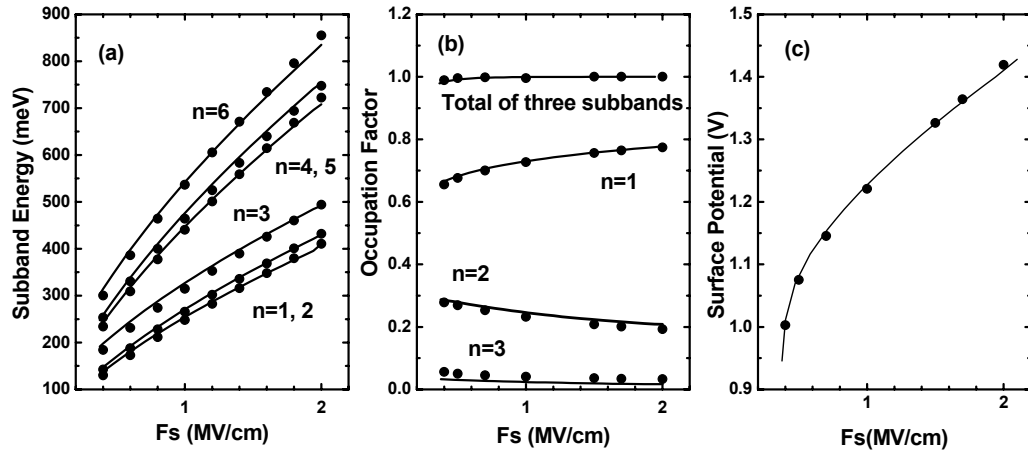 (a)
n=6
n=4, 5
n=3
n=1, 2
Subband Energy (meV)
900
800
700
600
500
400
300
200
100
1
2
Fs (MV/cm)
(b)
Total of three subbands
n=1
n=2
n=3
Occupation Factor
1.2
1.0
0.8
0.6
0.4
0.2
0.0
1
2
Fs (MV/cm)
(c)
Surface Potential (V)
1.5
1.4
1.3
1.2
1.1
1.0
0.9
1
2
Fs(MV/cm)